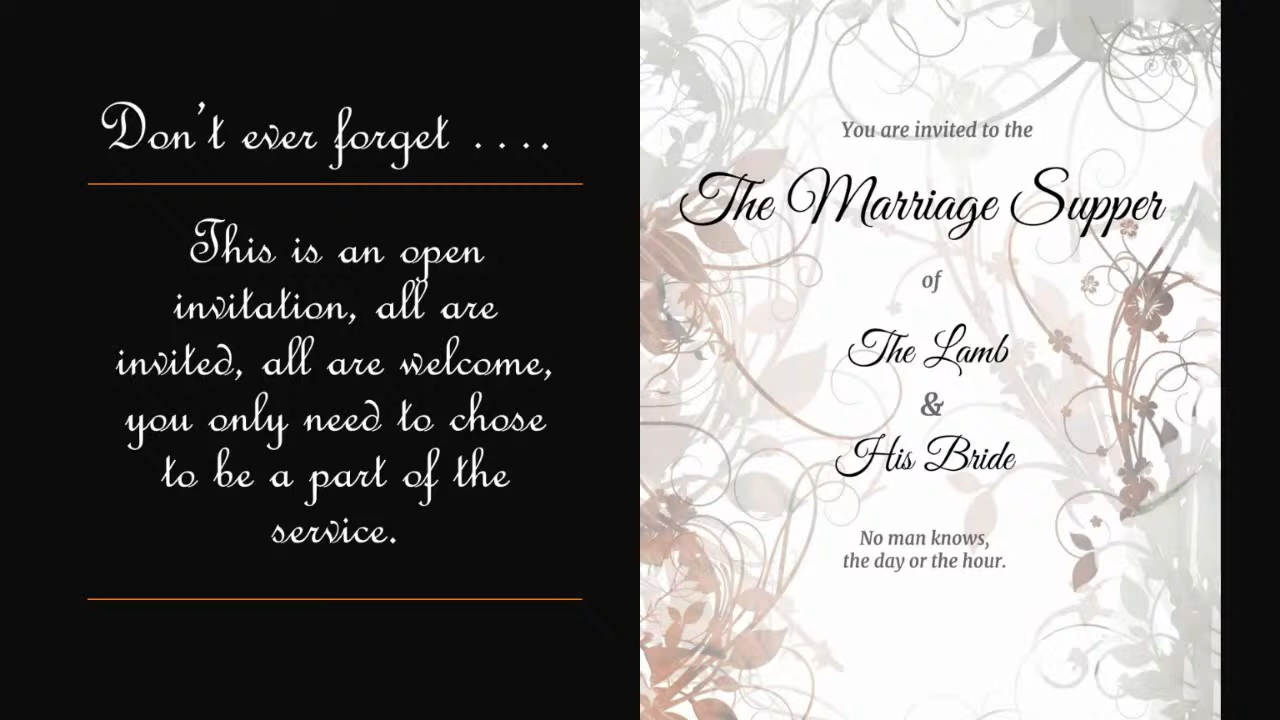 Don't ever forget ....
This is an open
invitation, all are
invited, all are welcome,
you only need to chose
to be a part of the
service.
You are invited to the
The Marriage Supper
of
The Lamb
&
His Bride
No man knows,
the day or the hour.